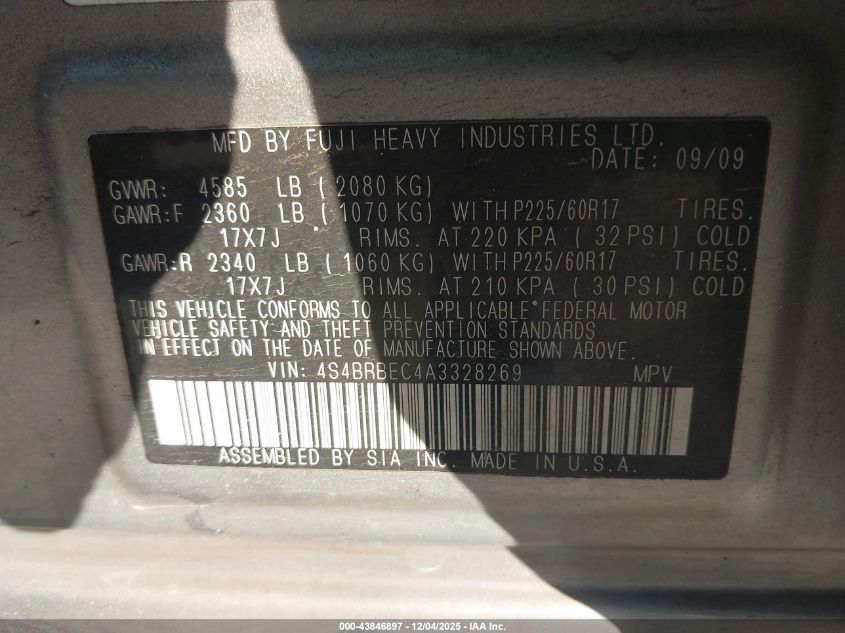 MFD BY FUJI HEAVY INDUSTRIES LTD.
DATE: 09/09
GVWR: 4585 LB ( 2080 KG)
GAWR:F 2360 LB ( 1070 KG) WITH P225/60R17 TIRES.
17X7J RIMS. AT 220 KPA ( 32 PSI) COLD
GAWR:R 2340 LB ( 1060 KG) WITH P225/60R17 TIRES.
17X7J RIMS. AT 210 KPA ( 30 PSI) COLD
THIS VEHICLE CONFORMS TO ALL APPLICABLE FEDERAL MOTOR
VEHICLE SAFETY AND THEFT PREVENTION STANDARDS
IN EFFECT ON THE DATE OF MANUFACTURE SHOWN ABOVE.
VIN: 4S4BRBEC4A3328269 MPV
ASSEMBLED BY SIA INC. MADE IN U.S.A.
000-43846897 - 12/04/2025 - IAA Inc.